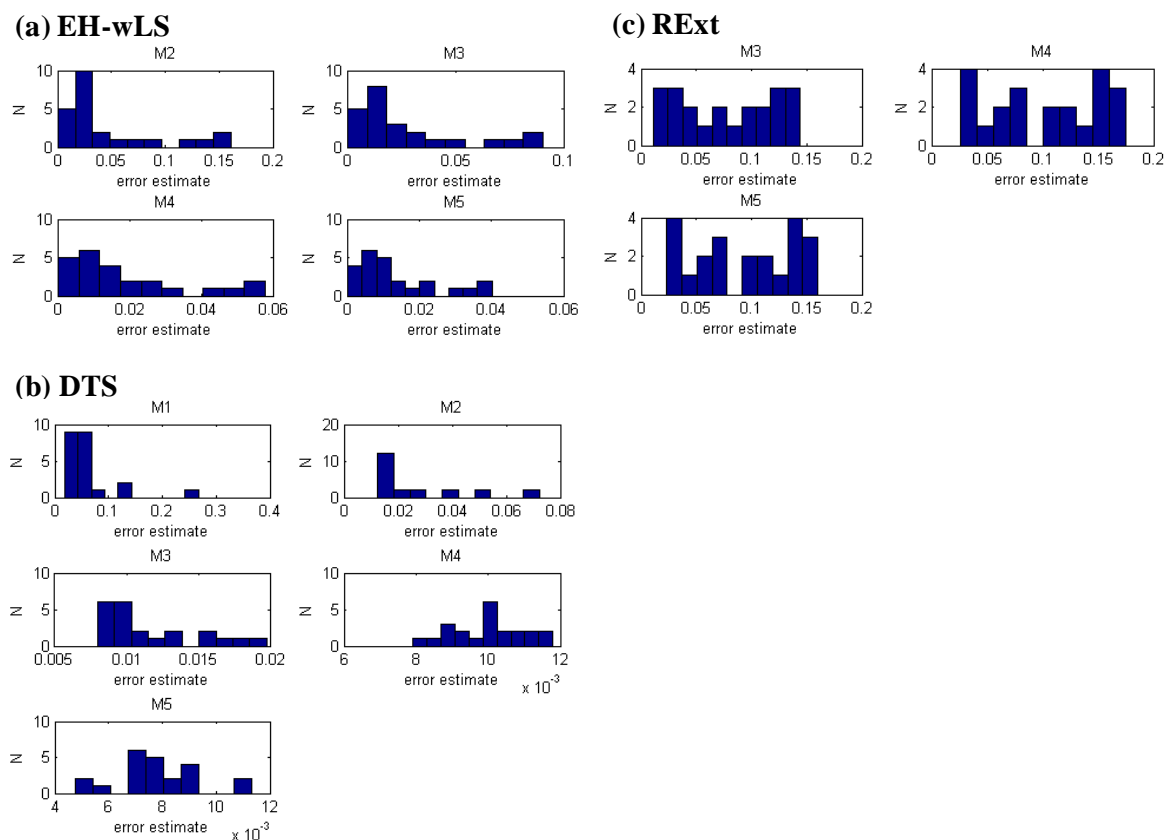 (a) EH-wLS
M2
10
5
0
N
0 0.05 0.1 0.15 0.2
error estimate
M3
10
5
0
N
0 0.05 0.1
error estimate
M4
10
5
0
N
0 0.02 0.04 0.06
error estimate
M5
10
5
0
N
0 0.02 0.04 0.06
error estimate
(c) RExt
M3
4
2
0
N
0 0.05 0.1 0.15 0.2
error estimate
M4
4
2
0
N
0 0.05 0.1 0.15 0.2
error estimate
M5
4
2
0
N
0 0.05 0.1 0.15 0.2
error estimate
(b) DTS
M1
10
5
0
N
0 0.1 0.2 0.3 0.4
error estimate
M2
20
10
0
N
0 0.02 0.04 0.06 0.08
error estimate
M3
10
5
0
N
0.005 0.01 0.015 0.02
error estimate
M4
10
5
0
N
6 8 10 12
error estimate
x 10-3
M5
10
5
0
N
4 6 8 10 12
error estimate
x 10-3